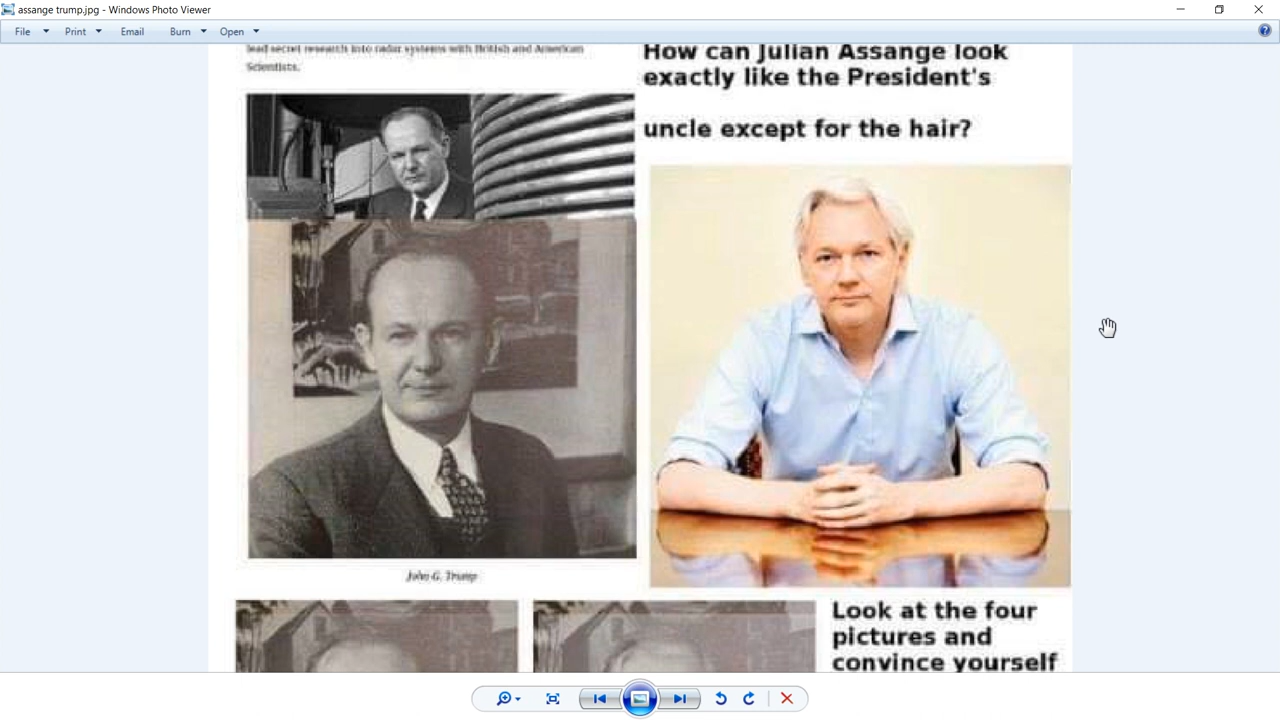 assange trump.jpg - Windows Photo Viewer
File Print Email Burn Open
lead secret research into radar systems with British and American
Scientists.
How can Julian Assange look
exactly like the President's
uncle except for the hair?
John G. Trump
Look at the four
pictures and
convince yourself